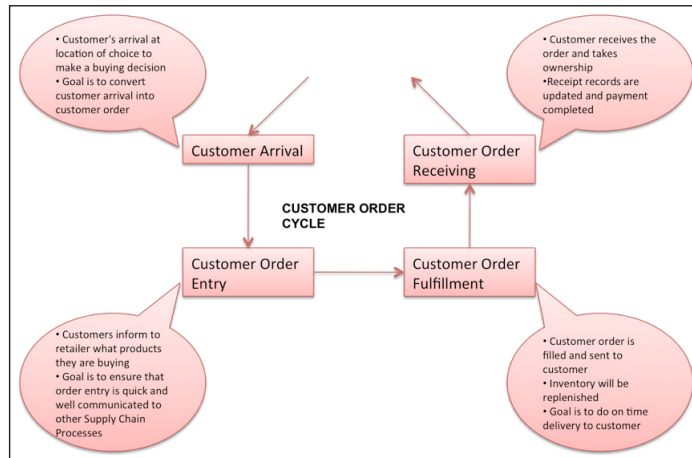 • Customer's arrival at
location of choice to
make a buying decision
• Goal is to convert
customer arrival into
customer order
• Customer receives the
order and takes
ownership
•Receipt records are
updated and payment
completed
Customer Arrival
Customer Order
Receiving
CUSTOMER ORDER
CYCLE
Customer Order
Entry
Customer Order
Fulfillment
• Customers inform to
retailer what products
they are buying
• Goal is to ensure that
order entry is quick and
well communicated to
other Supply Chain
Processes
• Customer order is
filled and sent to
customer
• Inventory will be
replenished
• Goal is to do on time
delivery to customer